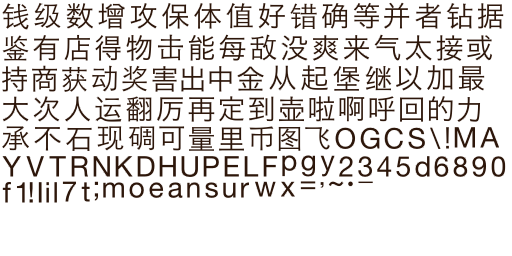 钱级数增攻保体值好错确等并者钻据
鉴有店得物击能每敌没爽来气太接或
持商获动奖害出中金从起堡继以加最
大次人运翻厉再定到壶啦啊呼回的力
承不石现碉可量里币图飞OGCS\!MA
YVTRNKDHUPELFpgy2345d6890
f1!lil7t;moeansurwx=,~•–